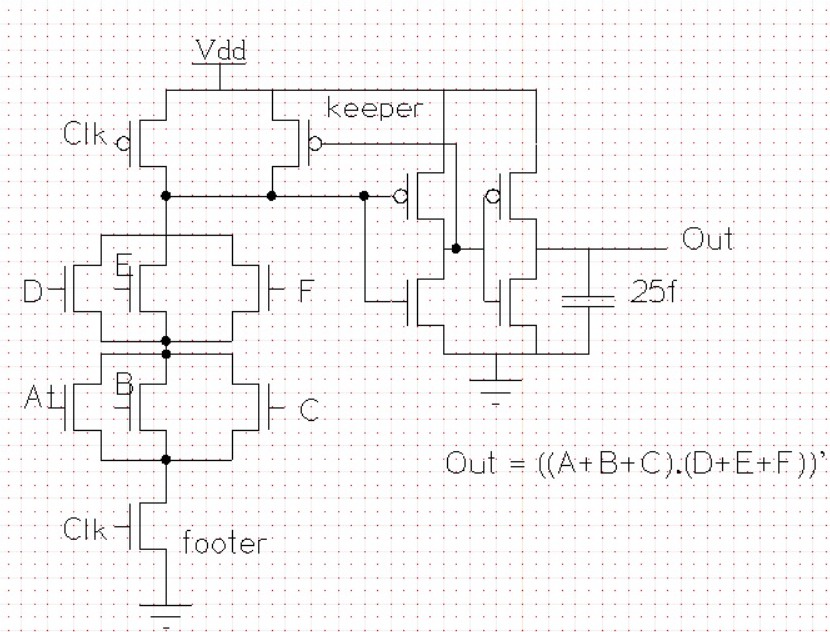 Vdd
keeper
Clk
Out
E
D
F
25f
B
A
C
Out = ((A+B+C).(D+E+F))'
Clk
footer